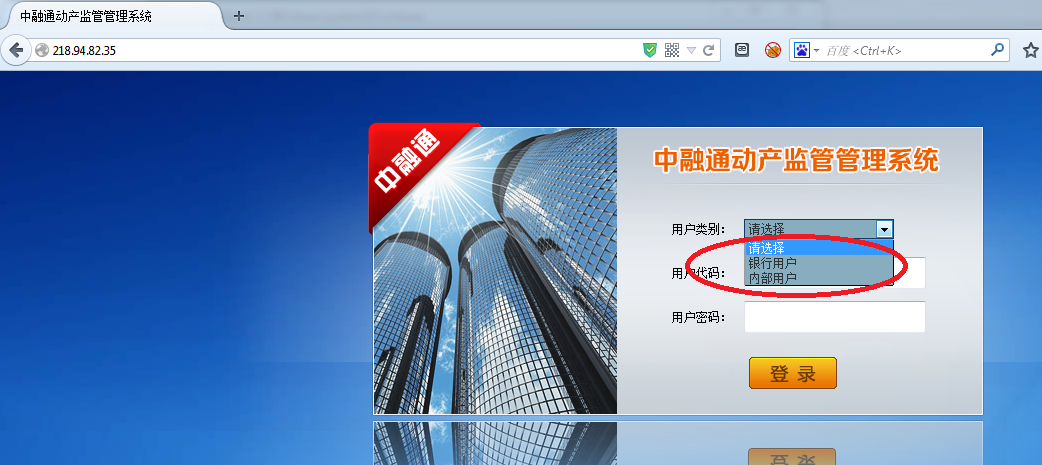 中融通动产监管管理系统
218.94.82.35
百度 <Ctrl+K>
中融通
中融通动产监管管理系统
用户类别：
请选择
请选择
银行用户
内部用户
用户代码：
用户密码：
登 录
登 录